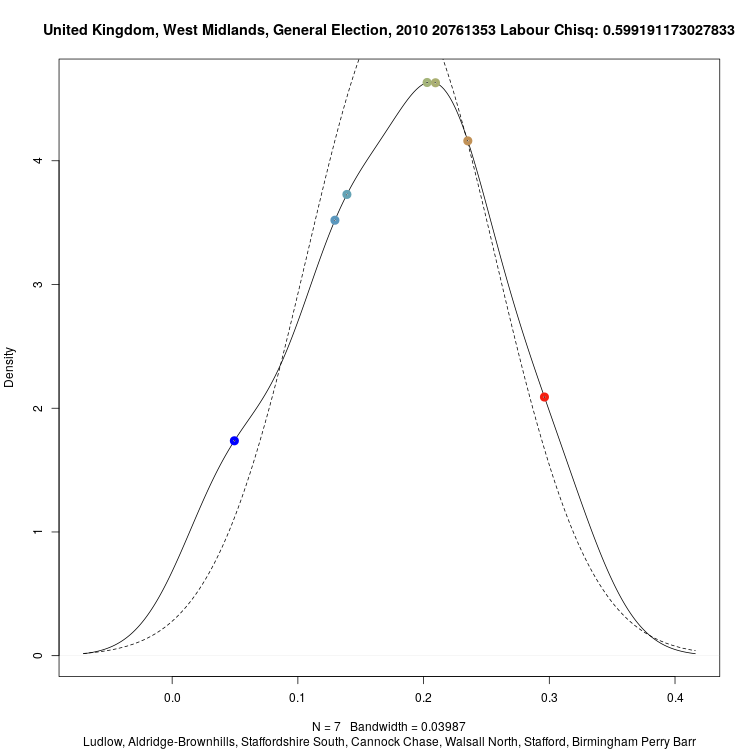 United Kingdom, West Midlands, General Election, 2010 20761353 Labour Chisq: 0.599191173027833
Density
4
3
2
1
0
0.0 0.1 0.2 0.3 0.4
N = 7 Bandwidth = 0.03987
Ludlow, Aldridge-Brownhills, Staffordshire South, Cannock Chase, Walsall North, Stafford, Birmingham Perry Barr